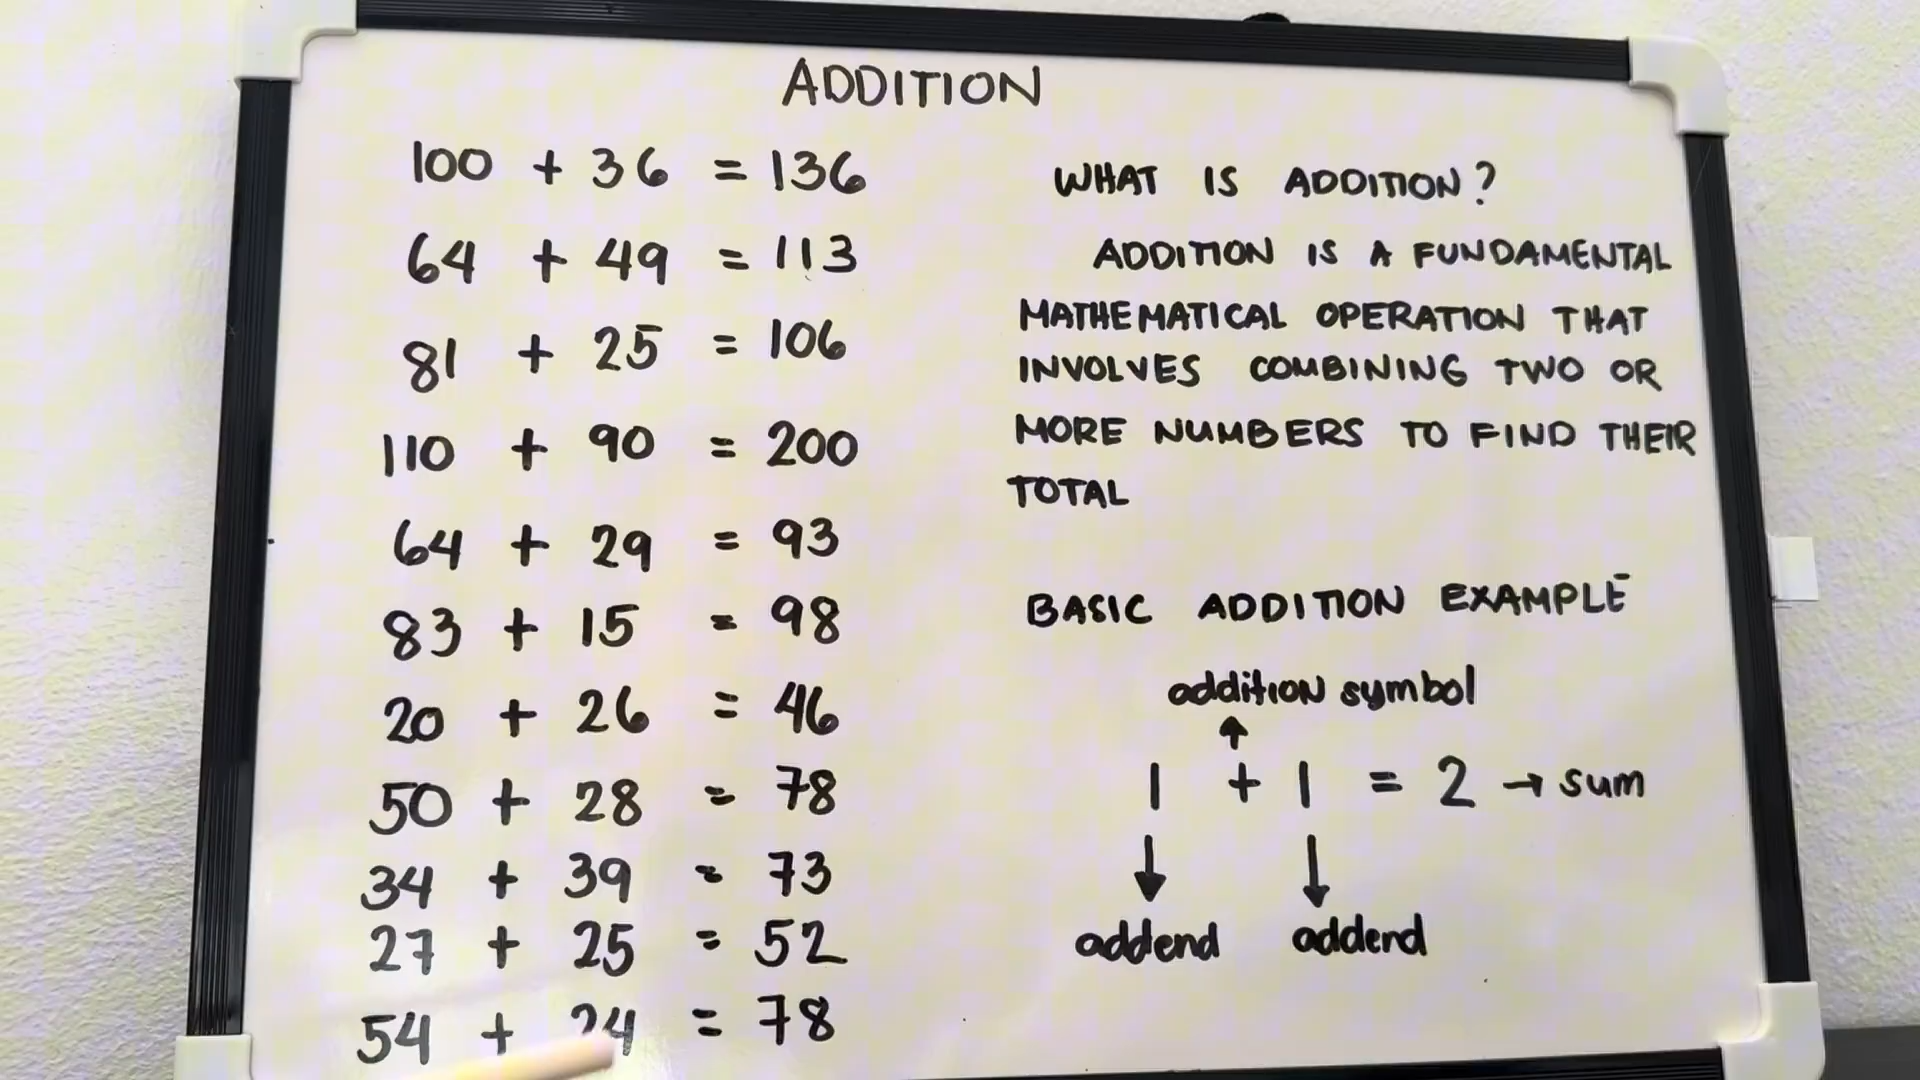 ADDITION
100 + 36 = 136
64 + 49 = 113
81 + 25 = 106
110 + 90 = 200
64 + 29 = 93
83 + 15 = 98
20 + 26 = 46
50 + 28 = 78
34 + 39 = 73
27 + 25 = 52
54 + 24 = 78
WHAT IS ADDITION?
ADDITION IS A FUNDAMENTAL
MATHEMATICAL OPERATION THAT
INVOLVES COMBINING TWO OR
MORE NUMBERS TO FIND THEIR
TOTAL
BASIC ADDITION EXAMPLE
addition symbol
↑
1 + 1 = 2 → sum
↓ ↓
addend addend